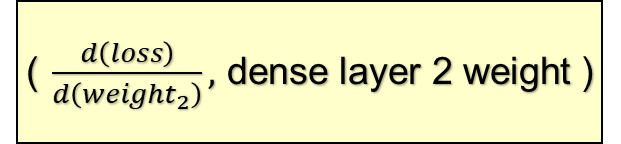 ( d(loss)/d(weight₂), dense layer 2 weight )